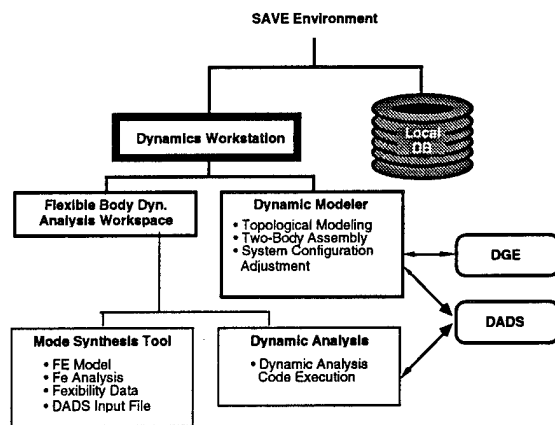 SAVE Environment
Dynamics Workstation
Local
DB
Flexible Body Dyn.
Analysis Workspace
Dynamic Modeler
• Topological Modeling
• Two-Body Assembly
• System Configuration
Adjustment
DGE
DADS
Mode Synthesis Tool
• FE Model
• Fe Analysis
• Fexibility Data
• DADS Input File
Dynamic Analysis
• Dynamic Analysis
Code Execution